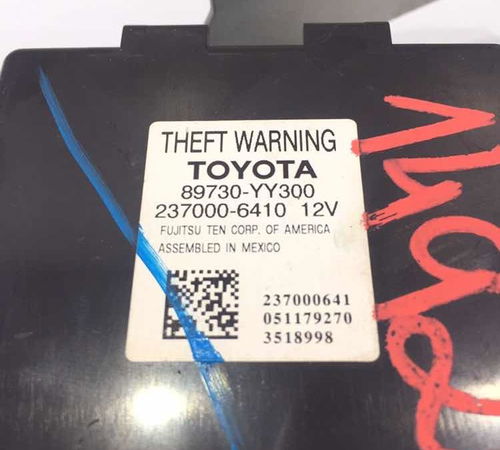 THEFT WARNING
TOYOTA
89730-YY300
237000-6410 12V
FUJITSU TEN CORP. OF AMERICA
ASSEMBLED IN MEXICO
237000641
051179270
3518998